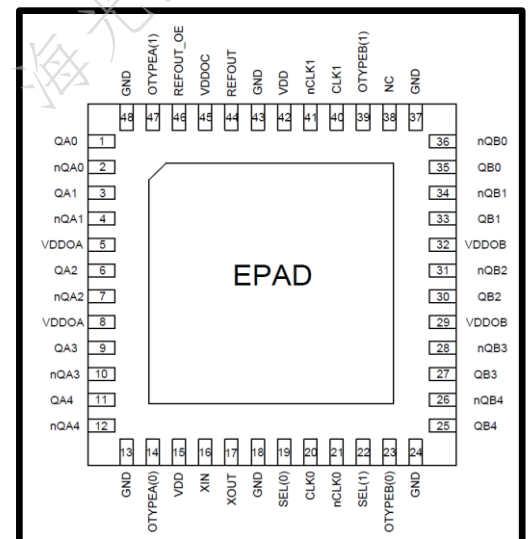 海光
GND
OTYPEA(1)
REFOUT_OE
VDDOC
REFOUT
GND
VDD
nCLK1
CLK1
OTYPEB(1)
NC
GND
48 47 46 45 44 43 42 41 40 39 38 37
QA0 1
nQA0 2
QA1 3
nQA1 4
VDDOA 5
QA2 6
nQA2 7
VDDOA 8
QA3 9
nQA3 10
QA4 11
nQA4 12
EPAD
36 nQB0
35 QB0
34 nQB1
33 QB1
32 VDDOB
31 nQB2
30 QB2
29 VDDOB
28 nQB3
27 QB3
26 nQB4
25 QB4
13 14 15 16 17 18 19 20 21 22 23 24
GND
OTYPEA(0)
VDD
XIN
XOUT
GND
SEL(0)
CLK0
nCLK0
SEL(1)
OTYPEB(0)
GND